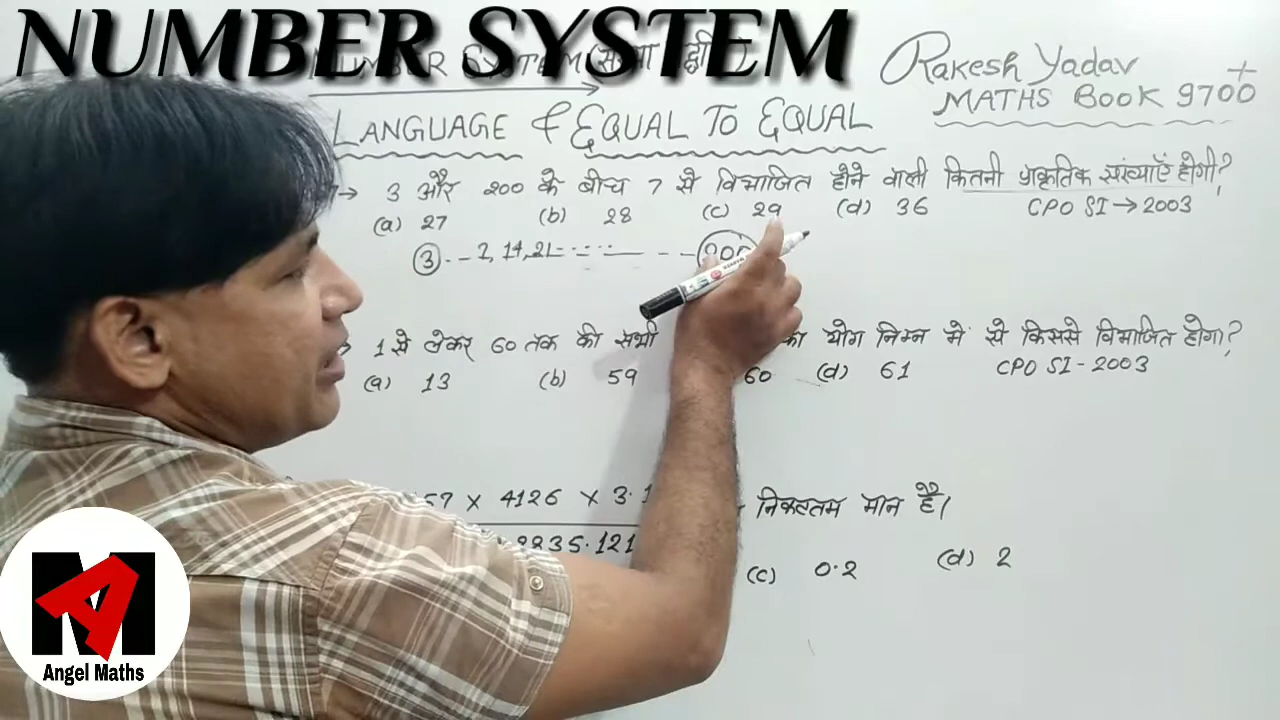 NUMBER SYSTEM
NUMBER SYSTEM
Rakesh Yadav
MATHS BOOK 9700+
LANGUAGE & EQUAL TO EQUAL
→ 3 और 200 के बीच 7 से विभाजित होने वाली कितनी प्राकृतिक संख्याएँ होगी?
(a) 27 (b) 28 (c) 29 (d) 36 CPO SI → 2003
3 - - 7, 14, 21 - - - - - - 200
1 से लेकर 60 तक की सभी का योग निम्न में से किससे विभाजित होगा?
(a) 13 (b) 59 60 (d) 61 CPO SI - 2003
57 × 4126 × 3.1 निकटतम मान है।
8835.121
(c) 0.2 (d) 2
Angel Maths